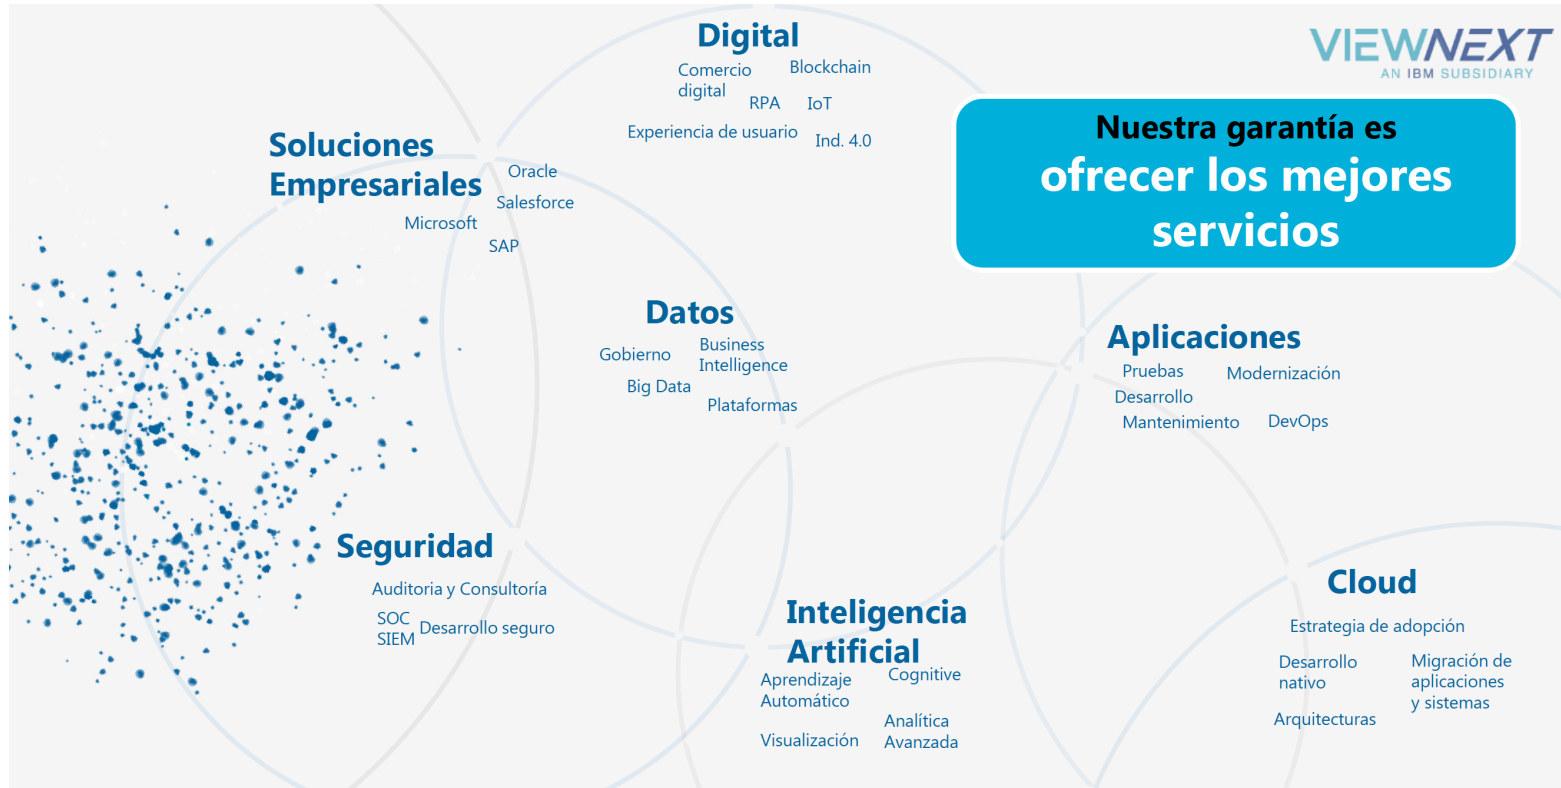 VIEWNEXT
AN IBM SUBSIDIARY
Nuestra garantía es
ofrecer los mejores
servicios
Digital
Comercio
digital
Blockchain
RPA
IoT
Experiencia de usuario
Ind. 4.0
Soluciones
Empresariales
Oracle
Salesforce
Microsoft
SAP
Datos
Gobierno
Business
Intelligence
Big Data
Plataformas
Aplicaciones
Pruebas
Modernización
Desarrollo
Mantenimiento
DevOps
Seguridad
Auditoria y Consultoría
SOC
SIEM
Desarrollo seguro
Inteligencia
Artificial
Aprendizaje
Automático
Cognitive
Visualización
Analítica
Avanzada
Cloud
Estrategia de adopción
Desarrollo
nativo
Migración de
aplicaciones
y sistemas
Arquitecturas